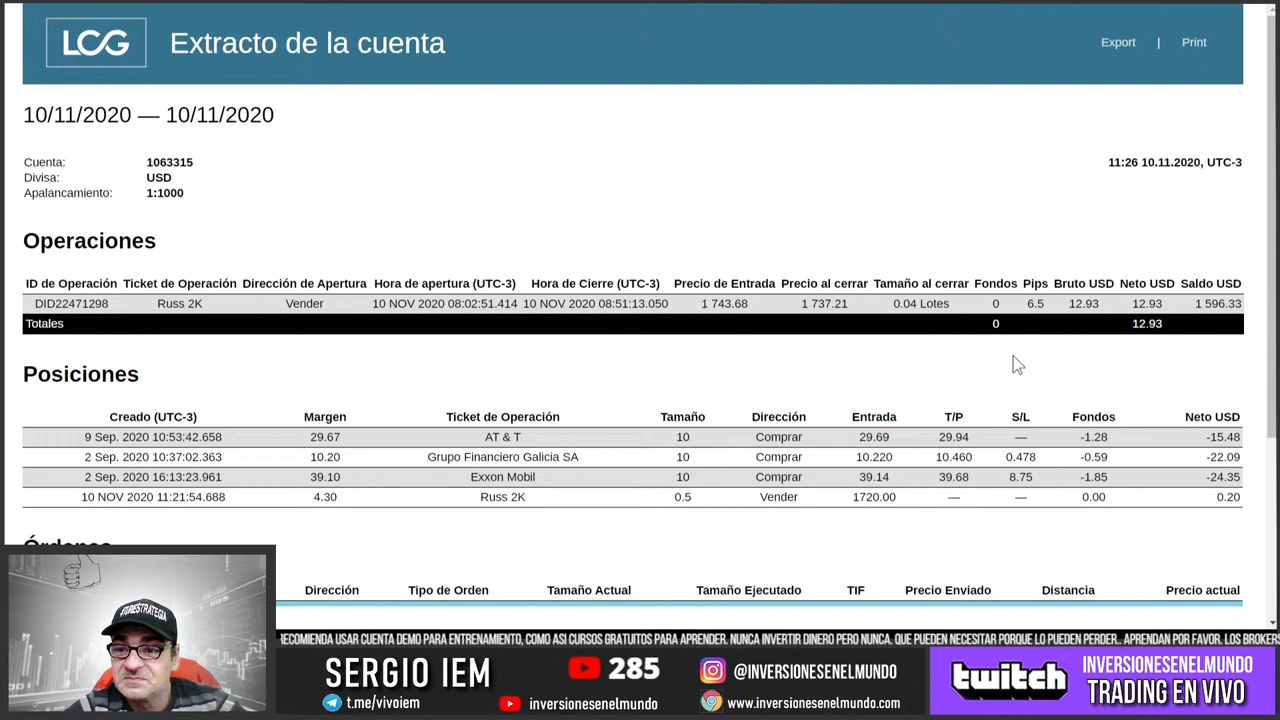 LCG Extracto de la cuenta Export | Print
10/11/2020 — 10/11/2020
Cuenta: 1063315 11:26 10.11.2020, UTC-3
Divisa: USD
Apalancamiento: 1:1000
Operaciones
ID de Operación Ticket de Operación Dirección de Apertura Hora de apertura (UTC-3) Hora de Cierre (UTC-3) Precio de Entrada Precio al cerrar Tamaño al cerrar Fondos Pips Bruto USD Neto USD Saldo USD
DID22471298 Russ 2K Vender 10 NOV 2020 08:02:51.414 10 NOV 2020 08:51:13.050 1 743.68 1 737.21 0.04 Lotes 0 6.5 12.93 12.93 1 596.33
Totales 0 12.93
Posiciones
Creado (UTC-3) Margen Ticket de Operación Tamaño Dirección Entrada T/P S/L Fondos Neto USD
9 Sep. 2020 10:53:42.658 29.67 AT & T 10 Comprar 29.69 29.94 — -1.28 -15.48
2 Sep. 2020 10:37:02.363 10.20 Grupo Financiero Galicia SA 10 Comprar 10.220 10.460 0.478 -0.59 -22.09
2 Sep. 2020 16:13:23.961 39.10 Exxon Mobil 10 Comprar 39.14 39.68 8.75 -1.85 -24.35
10 NOV 2020 11:21:54.688 4.30 Russ 2K 0.5 Vender 1720.00 — — 0.00 0.20
Órdenes
Dirección Tipo de Orden Tamaño Actual Tamaño Ejecutado TIF Precio Enviado Distancia Precio actual
#FORESTRATEGIA
RECOMIENDA USAR CUENTA DEMO PARA ENTRENAMIENTO, COMO ASI CURSOS GRATUITOS PARA APRENDER. NUNCA INVERTIR DINERO PERO NUNCA. QUE PUEDEN NECESITAR PORQUE LO PUEDEN PERDER.. APRENDAN POR FAVOR. LOS BROKERS
SERGIO IEM 285 @INVERSIONESENELMUNDO twitch INVERSIONESENELMUNDO
t.me/vivoiem inversionesenelmundo www.inversionesenelmundo.com TRADING EN VIVO